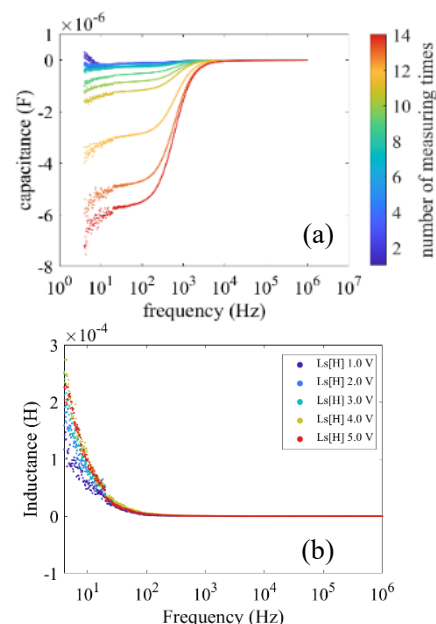 ×10⁻⁶
1
0
-2
-4
-6
-8
capacitance (F)
10⁰ 10¹ 10² 10³ 10⁴ 10⁵ 10⁶ 10⁷
frequency (Hz)
(a)
14
12
10
8
6
4
2
number of measuring times
×10⁻⁴
3
2
1
0
-1
Inductance (H)
Ls[H] 1.0 V
Ls[H] 2.0 V
Ls[H] 3.0 V
Ls[H] 4.0 V
Ls[H] 5.0 V
(b)
10¹ 10² 10³ 10⁴ 10⁵ 10⁶
Frequency (Hz)